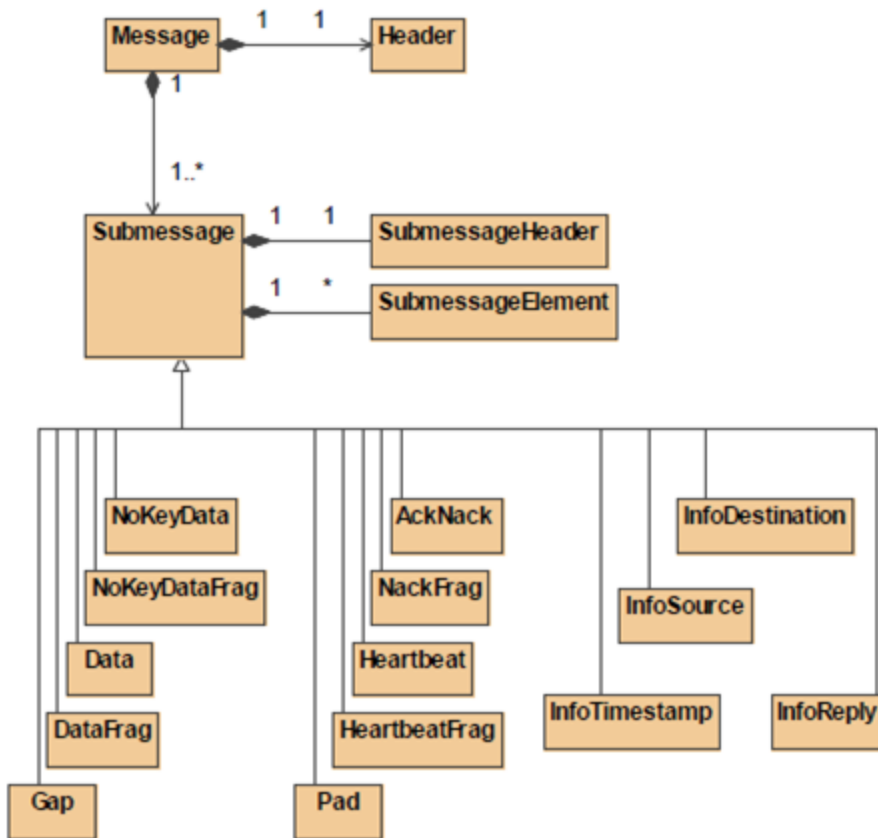 Message
1 1
Header
1
1..*
Submessage
1 1
SubmessageHeader
1 *
SubmessageElement
NoKeyData
AckNack
InfoDestination
NoKeyDataFrag
NackFrag
InfoSource
Data
Heartbeat
InfoTimestamp
InfoReply
DataFrag
HeartbeatFrag
Gap
Pad